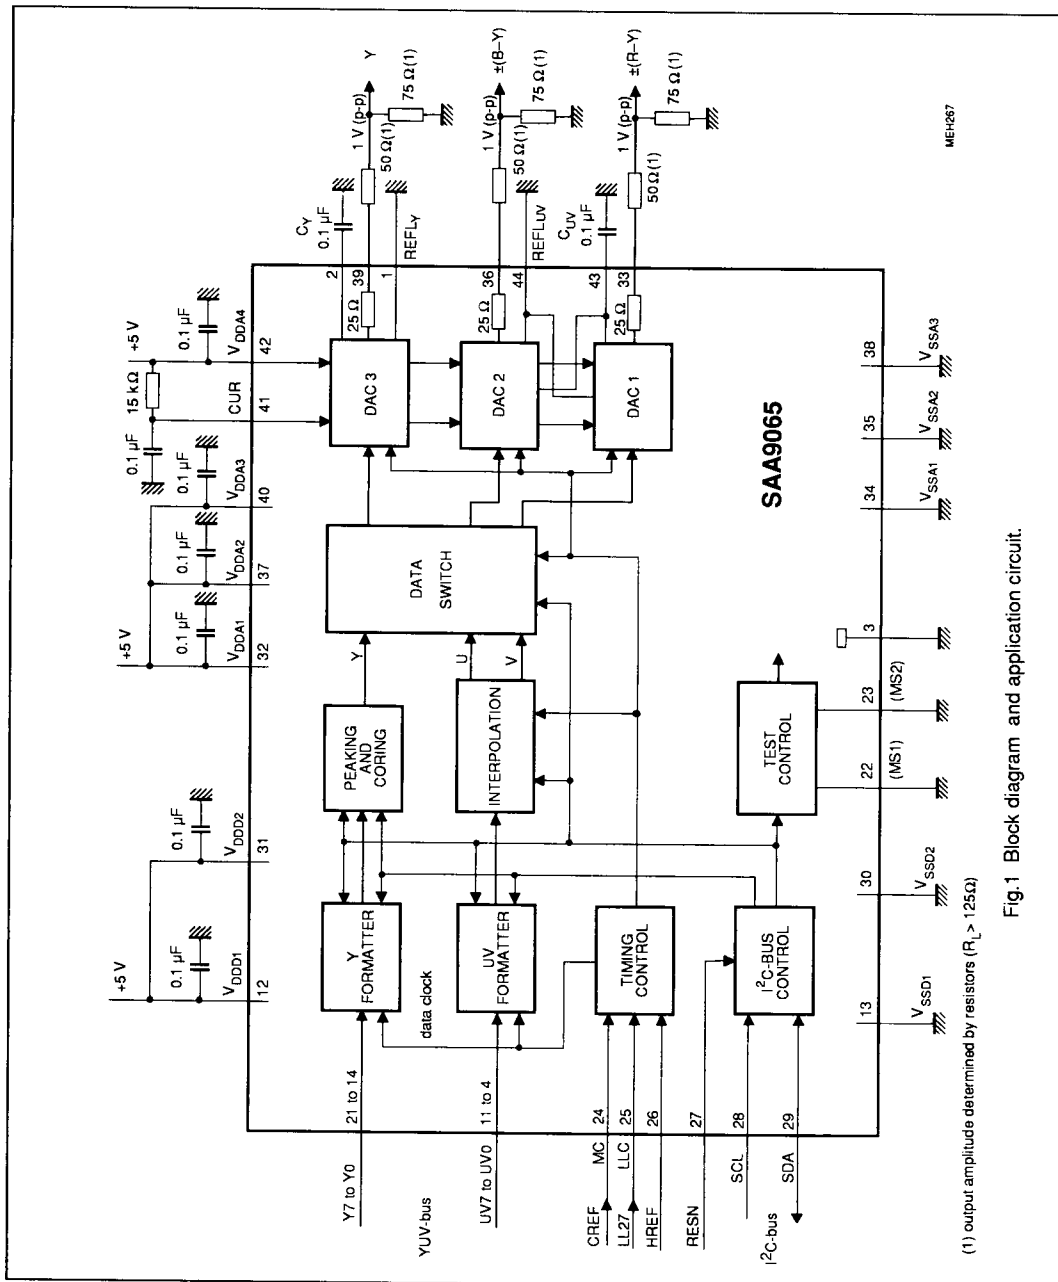 +5 V
0.1 µF
0.1 µF
VDDD1
VDDD2
12
31
+5 V
0.1 µF
0.1 µF
0.1 µF
VDDA1
VDDA2
VDDA3
32
37
40
0.1 µF
15 kΩ
+5 V
0.1 µF
CUR
VDDA4
41
42
Y7 to Y0
21 to 14
YUV-bus
UV7 to UV0
11 to 4
CREF
MC
24
LL27
LLC
25
HREF
26
RESN
27
SCL
28
SDA
29
I2C-bus
Y
FORMATTER
data clock
UV
FORMATTER
TIMING
CONTROL
I2C-BUS
CONTROL
PEAKING
AND
CORING
INTERPOLATION
TEST
CONTROL
Y
U
V
DATA
SWITCH
DAC 3
DAC 2
DAC 1
25 Ω
25 Ω
25 Ω
SAA9065
2
CY
0.1 µF
39
50 Ω(1)
1 V (p-p)
Y
75 Ω(1)
1
REFLY
36
50 Ω(1)
1 V (p-p)
±(B–Y)
75 Ω(1)
44
REFLUV
43
CUV
0.1 µF
33
50 Ω(1)
1 V (p-p)
±(R–Y)
75 Ω(1)
13
30
22
23
3
34
35
38
VSSD1
VSSD2
(MS1)
(MS2)
VSSA1
VSSA2
VSSA3
MEH267
(1) output amplitude determined by resistors (RL > 125Ω)
Fig.1 Block diagram and application circuit.